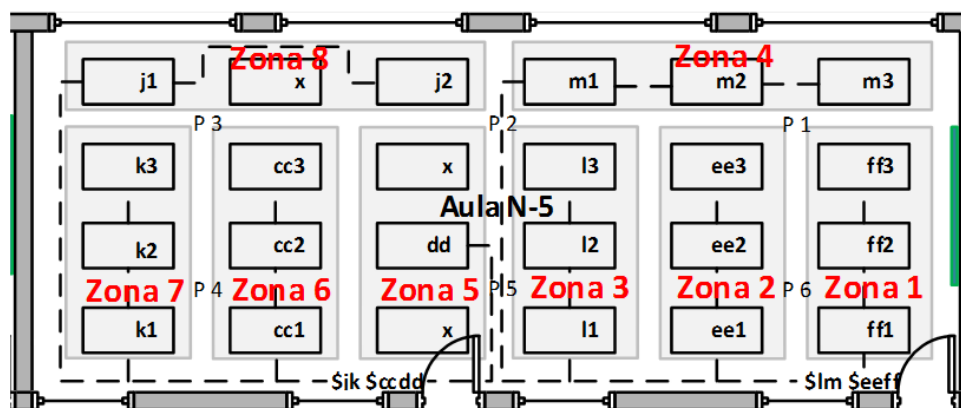 Zona 8
Zona 4
j1
x
j2
m1
m2
m3
P 3
P 2
P 1
k3
cc3
x
l3
ee3
ff3
Aula N-5
k2
cc2
dd
l2
ee2
ff2
Zona 7
P 4
Zona 6
Zona 5
P 5
Zona 3
Zona 2
P 6
Zona 1
k1
cc1
x
l1
ee1
ff1
$jk $ccdd
$lm $eeff